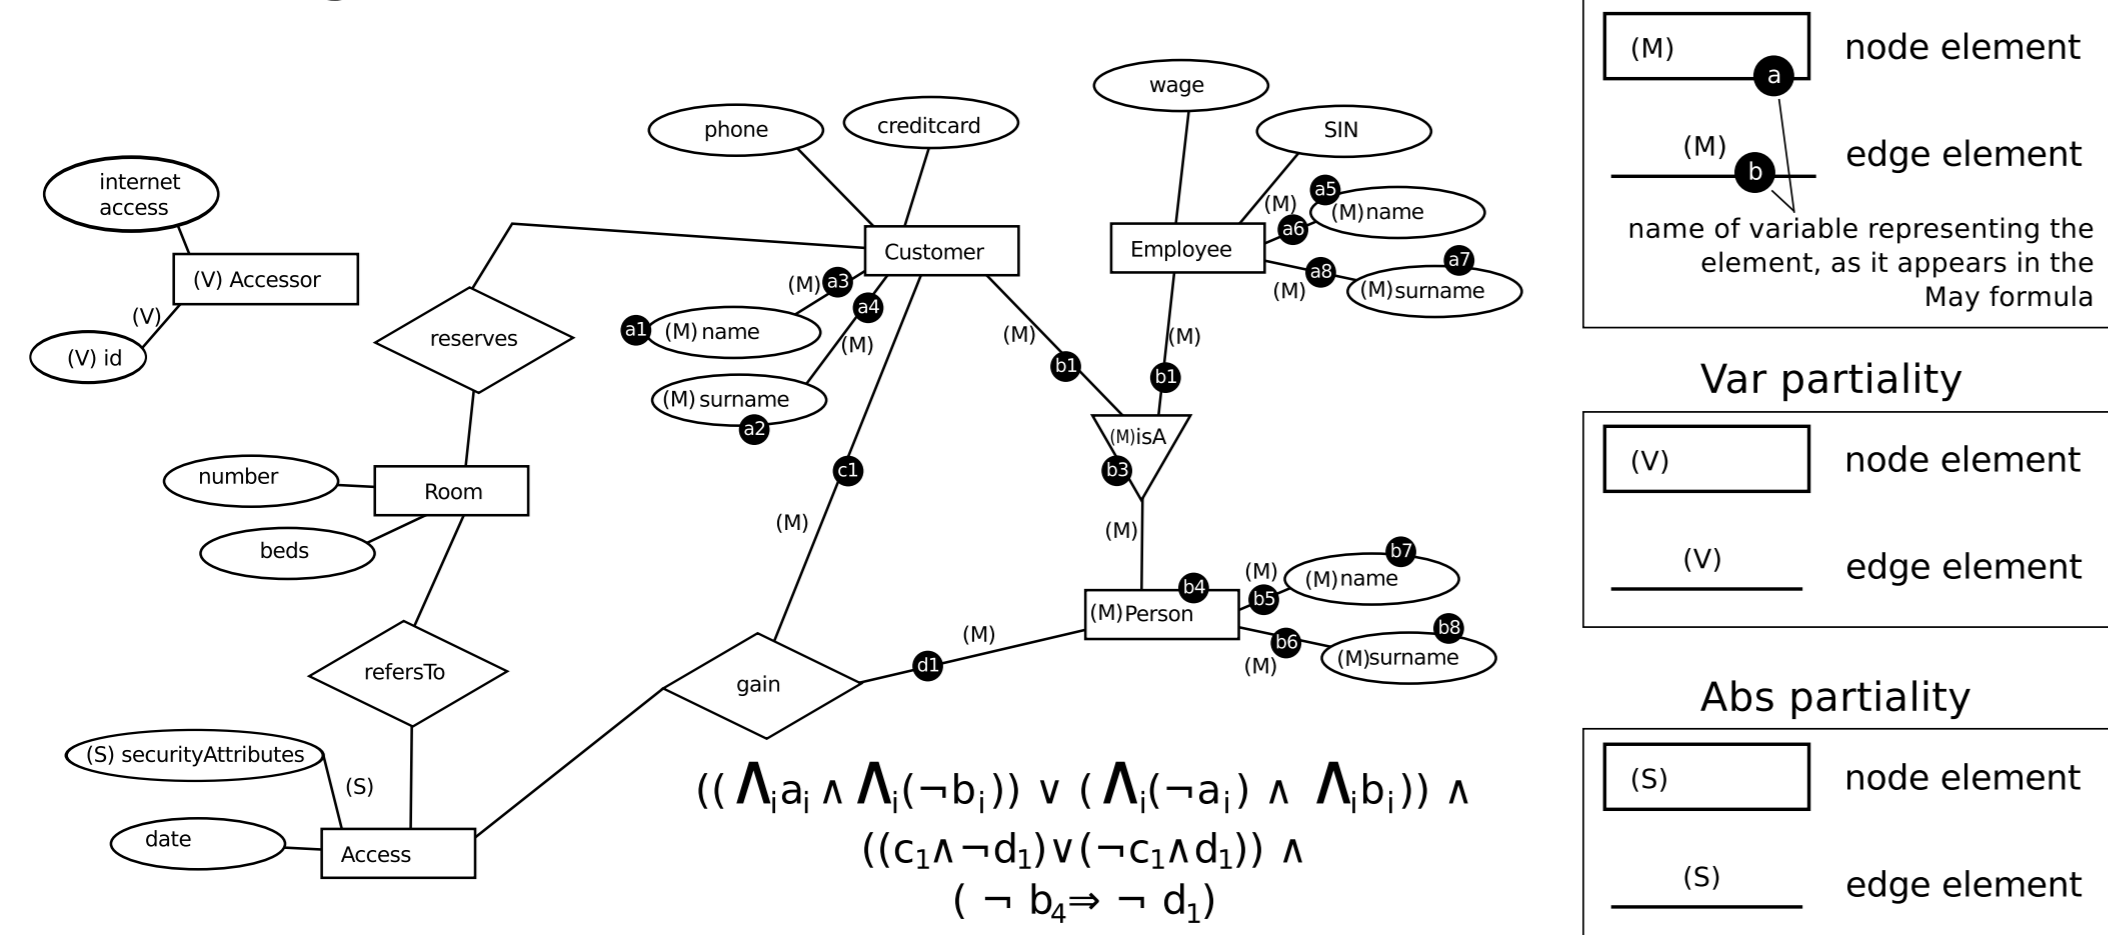 wage
phone
creditcard
SIN
internet
access
a5
(M)
(M)name
a6
Customer
Employee
(V) Accessor
a7
a8
(M)
(M)surname
(M)
a3
a4
(V)
a1
(M) name
(M)
(M)
(M)
reserves
(V) id
b1
b1
(M) surname
a2
(M)isA
b3
c1
number
Room
(M)
(M)
beds
b7
(M)
(M)name
b4
b5
(M)Person
b8
(M)
b6
(M)surname
(M)
d1
refersTo
gain
(S) securityAttributes
(S)
date
Access
((⋀iai ∧ ⋀i(¬bi)) ∨ (⋀i(¬ai) ∧ ⋀ibi)) ∧
((c1∧¬d1)∨(¬c1∧d1)) ∧
( ¬ b4⇒ ¬ d1)
(M)
node element
a
(M)
edge element
b
name of variable representing the
element, as it appears in the
May formula
Var partiality
(V)
node element
(V)
edge element
Abs partiality
(S)
node element
(S)
edge element